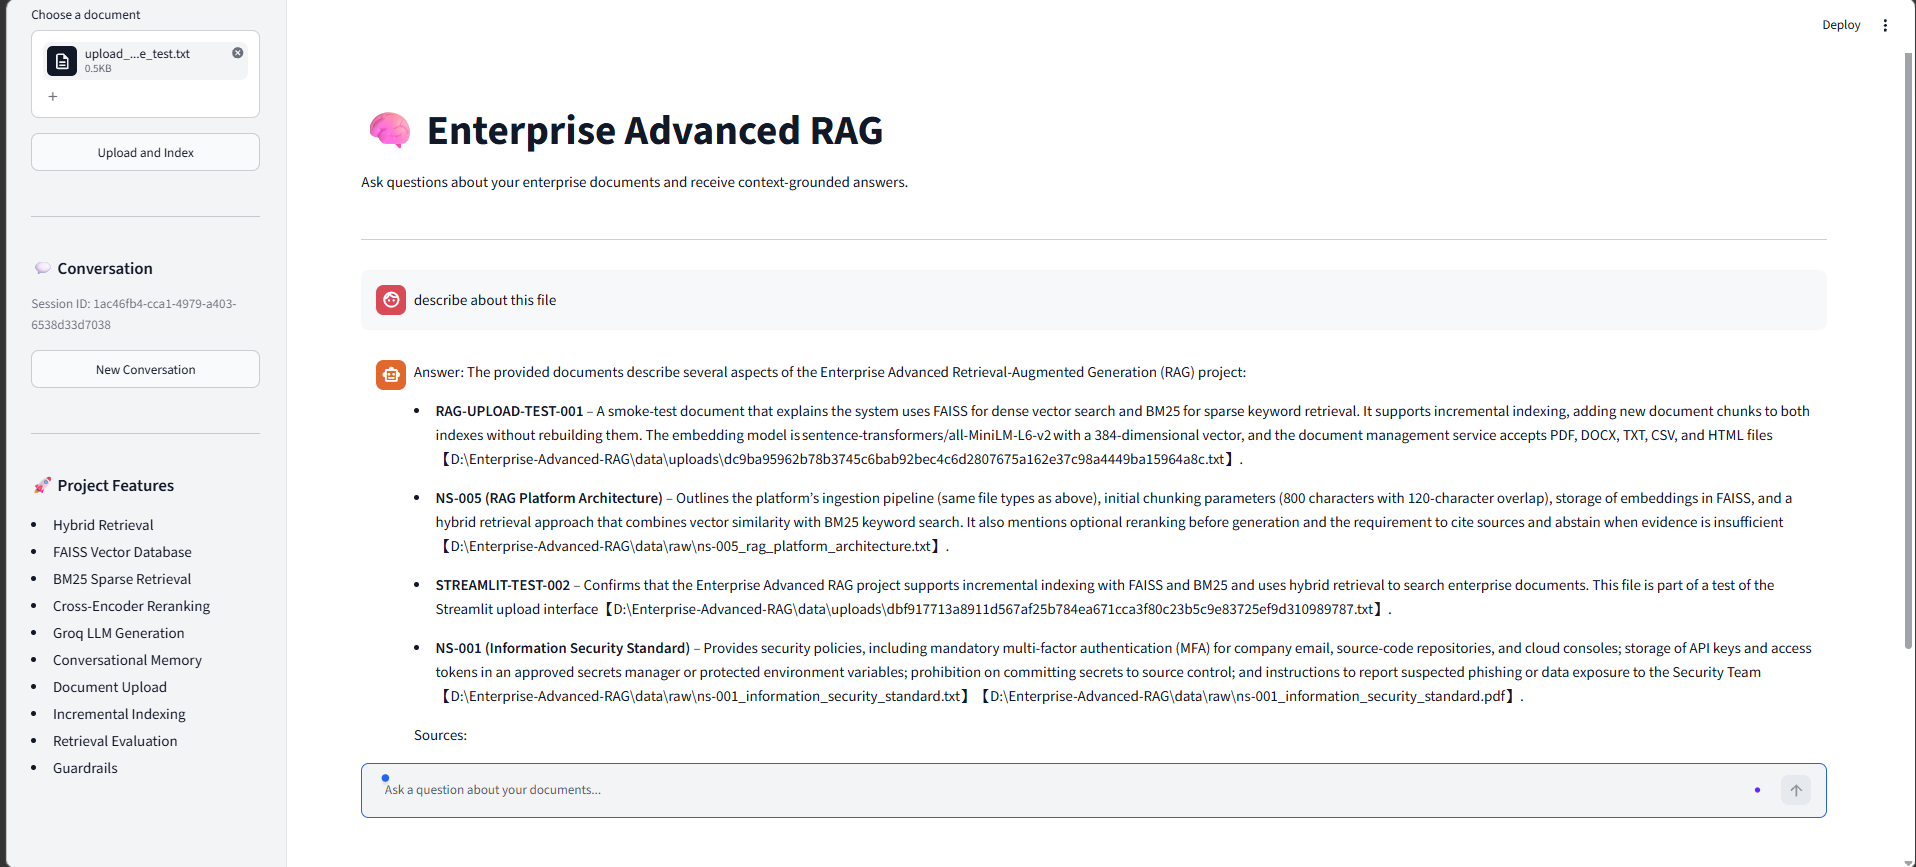 Choose a document
upload_...e_test.txt
0.5KB
+
Upload and Index
Conversation
Session ID: 1ac46fb4-cca1-4979-a403-
6538d33d7038
New Conversation
Project Features
Hybrid Retrieval
FAISS Vector Database
BM25 Sparse Retrieval
Cross-Encoder Reranking
Groq LLM Generation
Conversational Memory
Document Upload
Incremental Indexing
Retrieval Evaluation
Guardrails
Deploy
Enterprise Advanced RAG
Ask questions about your enterprise documents and receive context-grounded answers.
describe about this file
Answer: The provided documents describe several aspects of the Enterprise Advanced Retrieval-Augmented Generation (RAG) project:
RAG-UPLOAD-TEST-001 – A smoke-test document that explains the system uses FAISS for dense vector search and BM25 for sparse keyword retrieval. It supports incremental indexing, adding new document chunks to both
indexes without rebuilding them. The embedding model is sentence-transformers/all-MiniLM-L6-v2 with a 384-dimensional vector, and the document management service accepts PDF, DOCX, TXT, CSV, and HTML files
【D:\Enterprise-Advanced-RAG\data\uploads\dc9ba95962b78b3745c6bab92bec4c6d2807675a162e37c98a4449ba15964a8c.txt】.
NS-005 (RAG Platform Architecture) – Outlines the platform’s ingestion pipeline (same file types as above), initial chunking parameters (800 characters with 120-character overlap), storage of embeddings in FAISS, and a
hybrid retrieval approach that combines vector similarity with BM25 keyword search. It also mentions optional reranking before generation and the requirement to cite sources and abstain when evidence is insufficient
【D:\Enterprise-Advanced-RAG\data\raw\ns-005_rag_platform_architecture.txt】.
STREAMLIT-TEST-002 – Confirms that the Enterprise Advanced RAG project supports incremental indexing with FAISS and BM25 and uses hybrid retrieval to search enterprise documents. This file is part of a test of the
Streamlit upload interface【D:\Enterprise-Advanced-RAG\data\uploads\dbf917713a8911d567af25b784ea671cca3f80c23b5c9e83725ef9d310989787.txt】.
NS-001 (Information Security Standard) – Provides security policies, including mandatory multi-factor authentication (MFA) for company email, source-code repositories, and cloud consoles; storage of API keys and access
tokens in an approved secrets manager or protected environment variables; prohibition on committing secrets to source control; and instructions to report suspected phishing or data exposure to the Security Team
【D:\Enterprise-Advanced-RAG\data\raw\ns-001_information_security_standard.txt】【D:\Enterprise-Advanced-RAG\data\raw\ns-001_information_security_standard.pdf】.
Sources:
Ask a question about your documents...